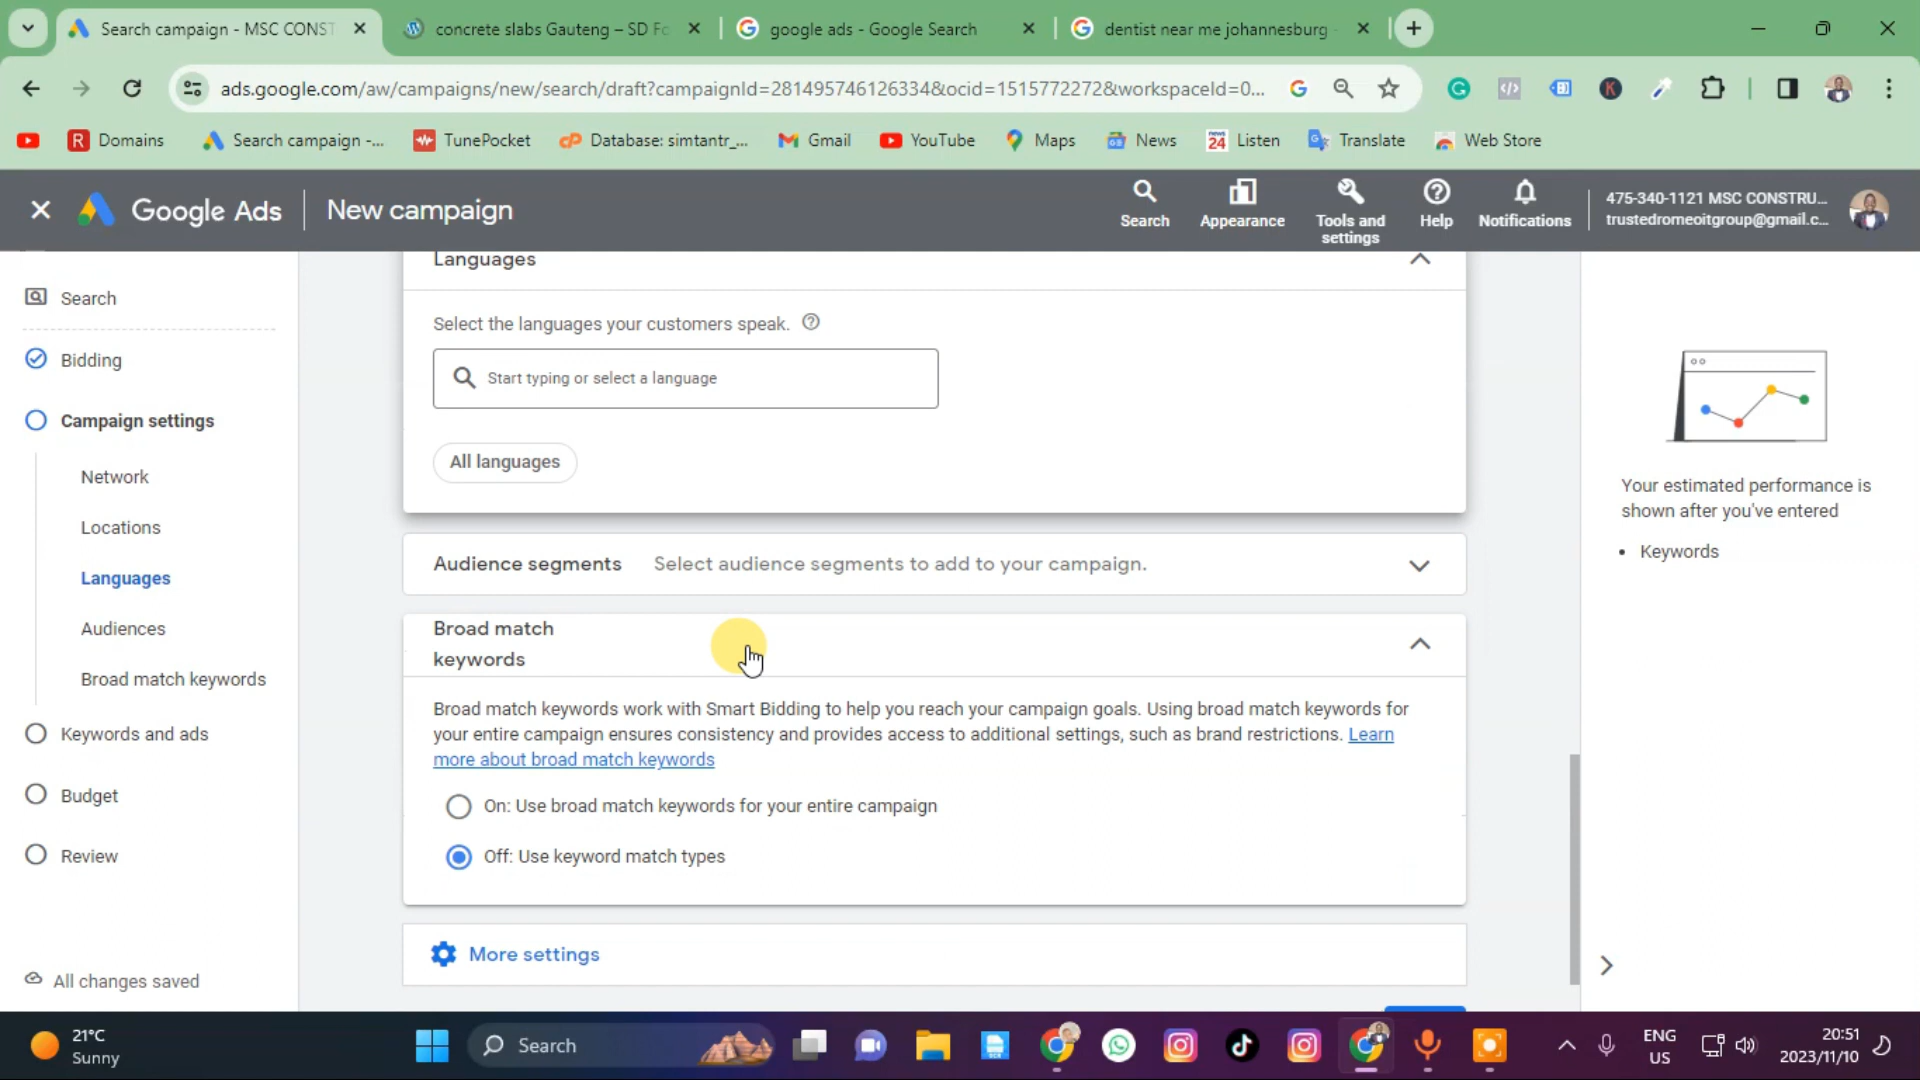 Search campaign - MSC CONST
concrete slabs Gauteng – SD Fo
google ads - Google Search
dentist near me johannesburg -
ads.google.com/aw/campaigns/new/search/draft?campaignId=281495746126334&ocid=1515772272&workspaceId=0...
Domains
Search campaign -...
TunePocket
Database: simtantr_...
Gmail
YouTube
Maps
News
Listen
Translate
Web Store
Google Ads
New campaign
Search
Appearance
Tools and
settings
Help
Notifications
475-340-1121 MSC CONSTRU...
trustedromeoitgroup@gmail.c...
Search
Bidding
Campaign settings
Network
Locations
Languages
Audiences
Broad match keywords
Keywords and ads
Budget
Review
All changes saved
Languages
Select the languages your customers speak.
Start typing or select a language
All languages
Audience segments Select audience segments to add to your campaign.
Broad match
keywords
Broad match keywords work with Smart Bidding to help you reach your campaign goals. Using broad match keywords for
your entire campaign ensures consistency and provides access to additional settings, such as brand restrictions. Learn
more about broad match keywords
On: Use broad match keywords for your entire campaign
Off: Use keyword match types
More settings
Your estimated performance is
shown after you've entered
• Keywords
21°C
Sunny
Search
ENG
US
20:51
2023/11/10